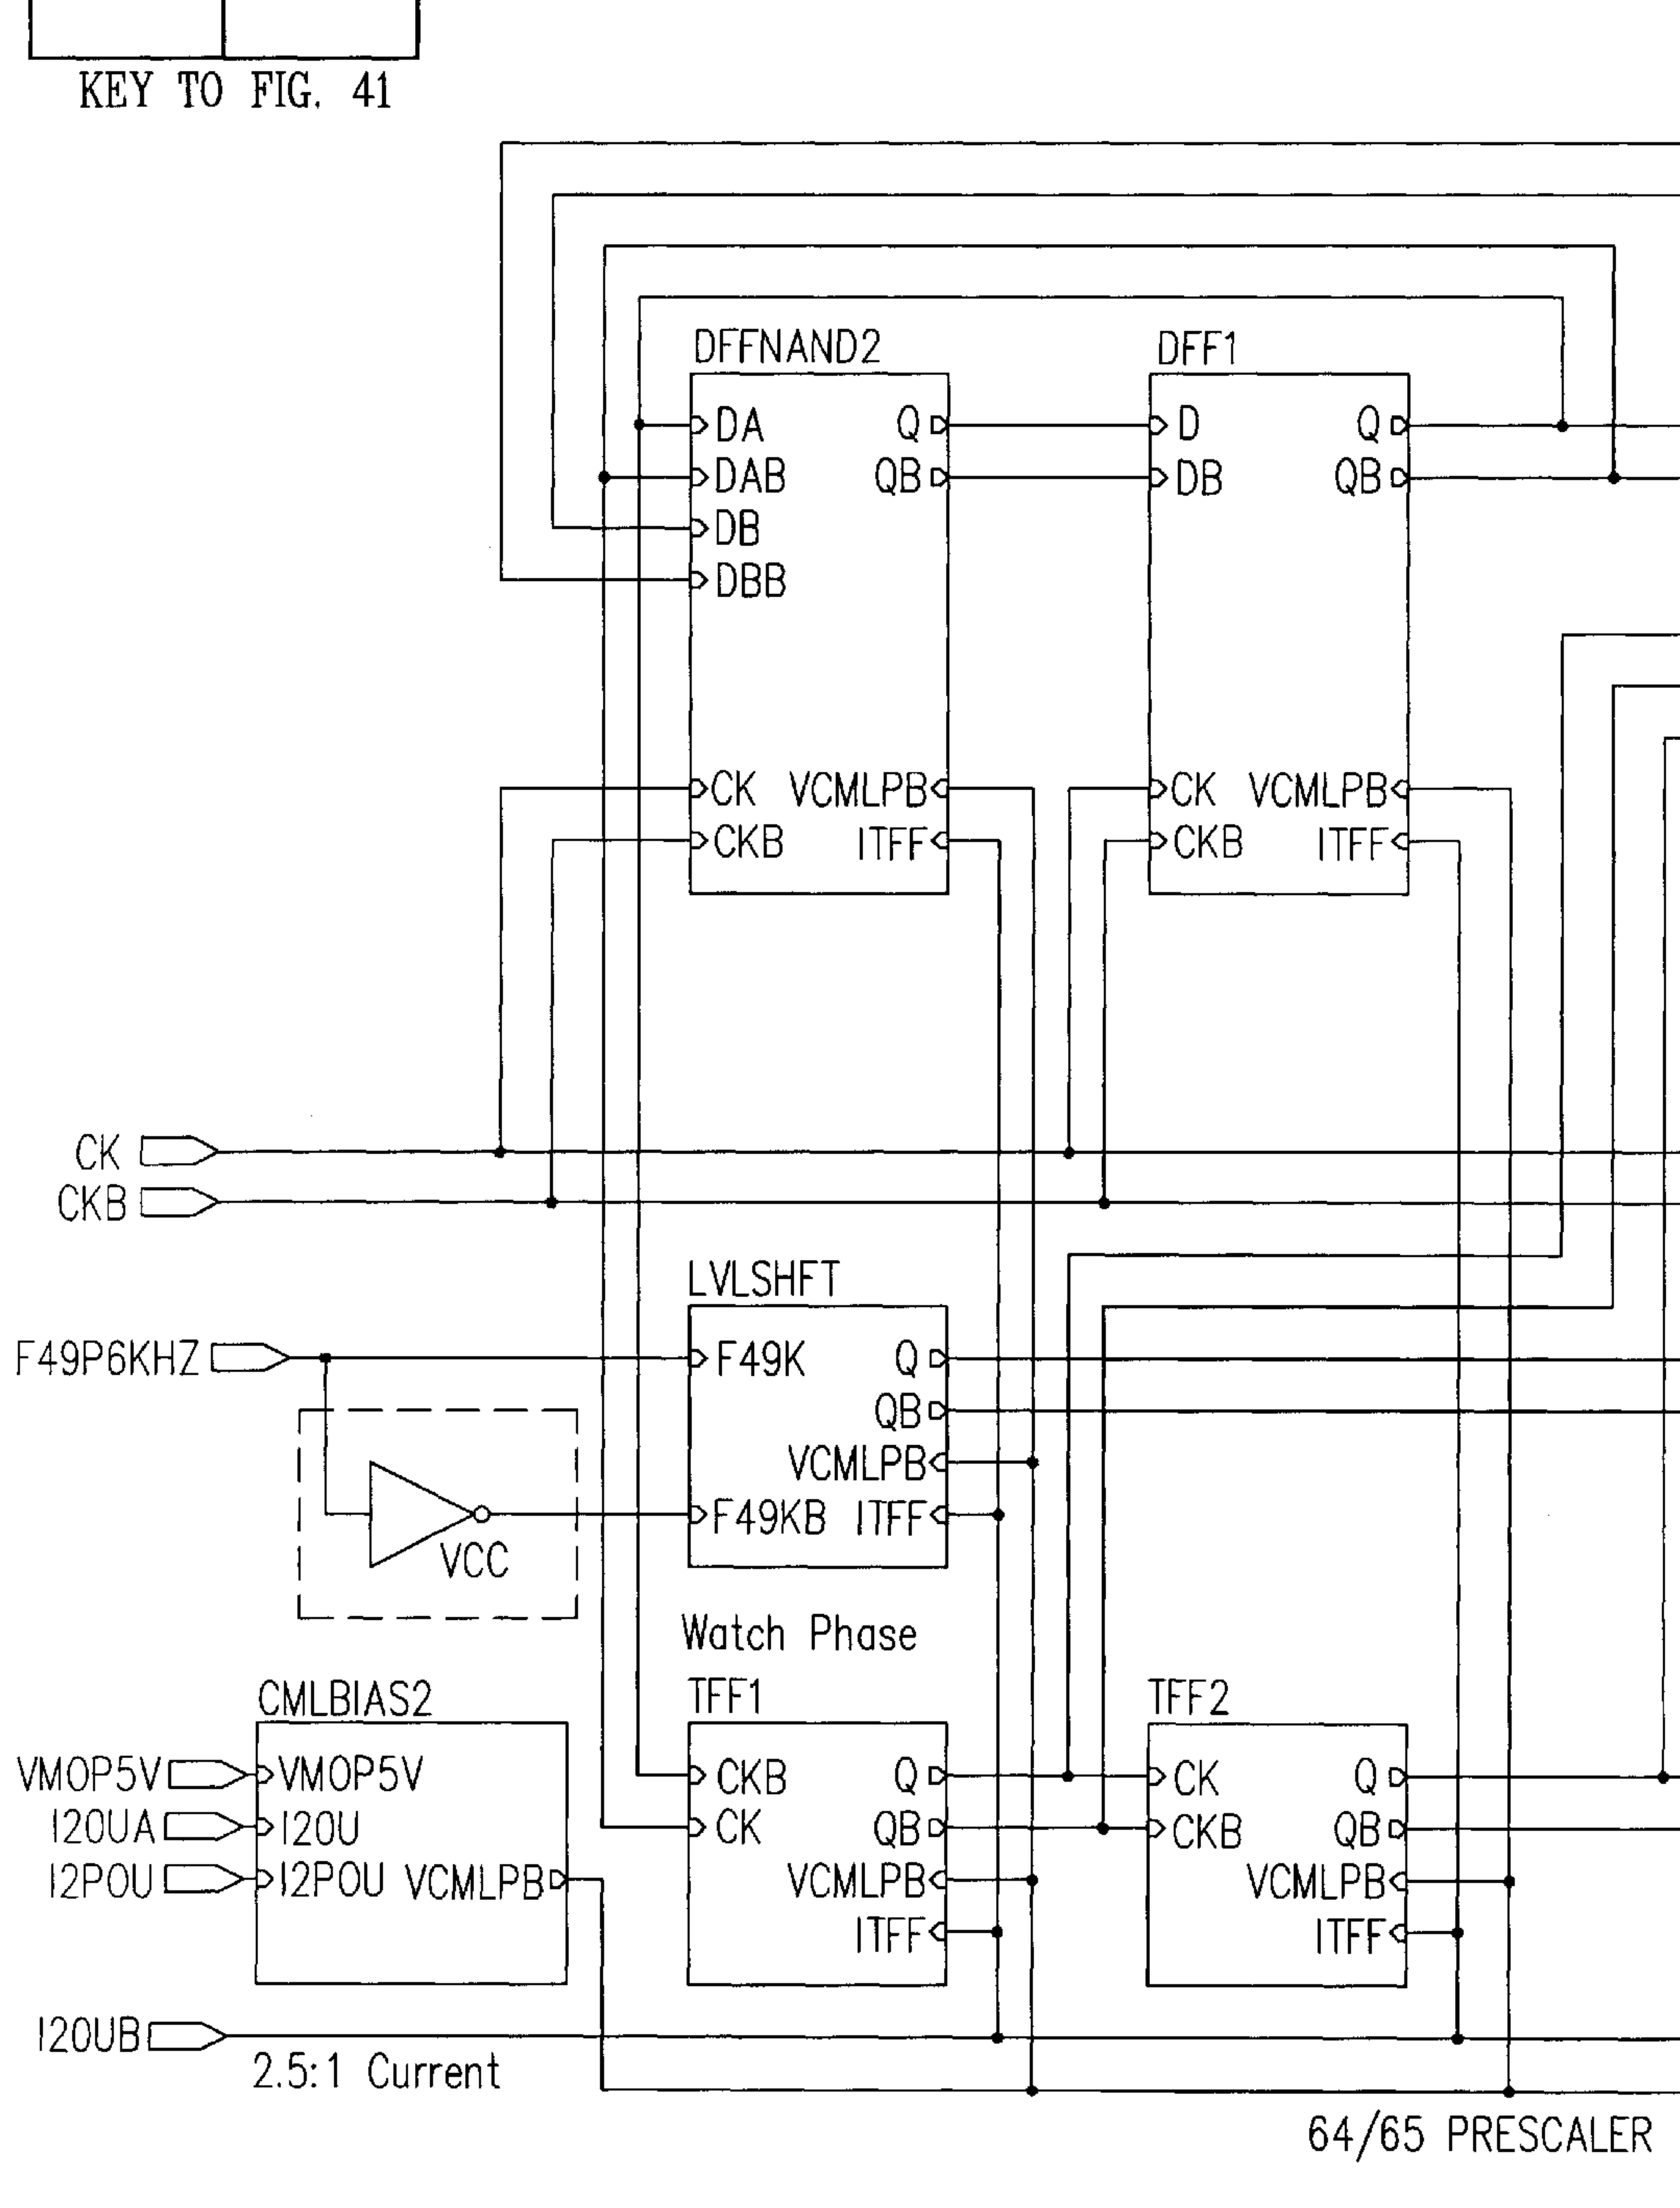 KEY TO FIG. 41
DFFNAND2
DFF1
DA
Q
D
Q
DAB
QB
DB
QB
DB
DBB
CK
VCMLPB
CK
VCMLPB
CKB
ITFF
CKB
ITFF
CK
CKB
LVLSHFT
F49P6KHZ
F49K
Q
QB
VCMLPB
F49KB
ITFF
VCC
Watch Phase
CMLBIAS2
TFF1
TFF2
VMOP5V
VMOP5V
CKB
Q
CK
Q
I20UA
I20U
CK
QB
CKB
QB
I2POU
I2POU
VCMLPB
VCMLPB
VCMLPB
ITFF
ITFF
I20UB
2.5:1 Current
64/65 PRESCALER